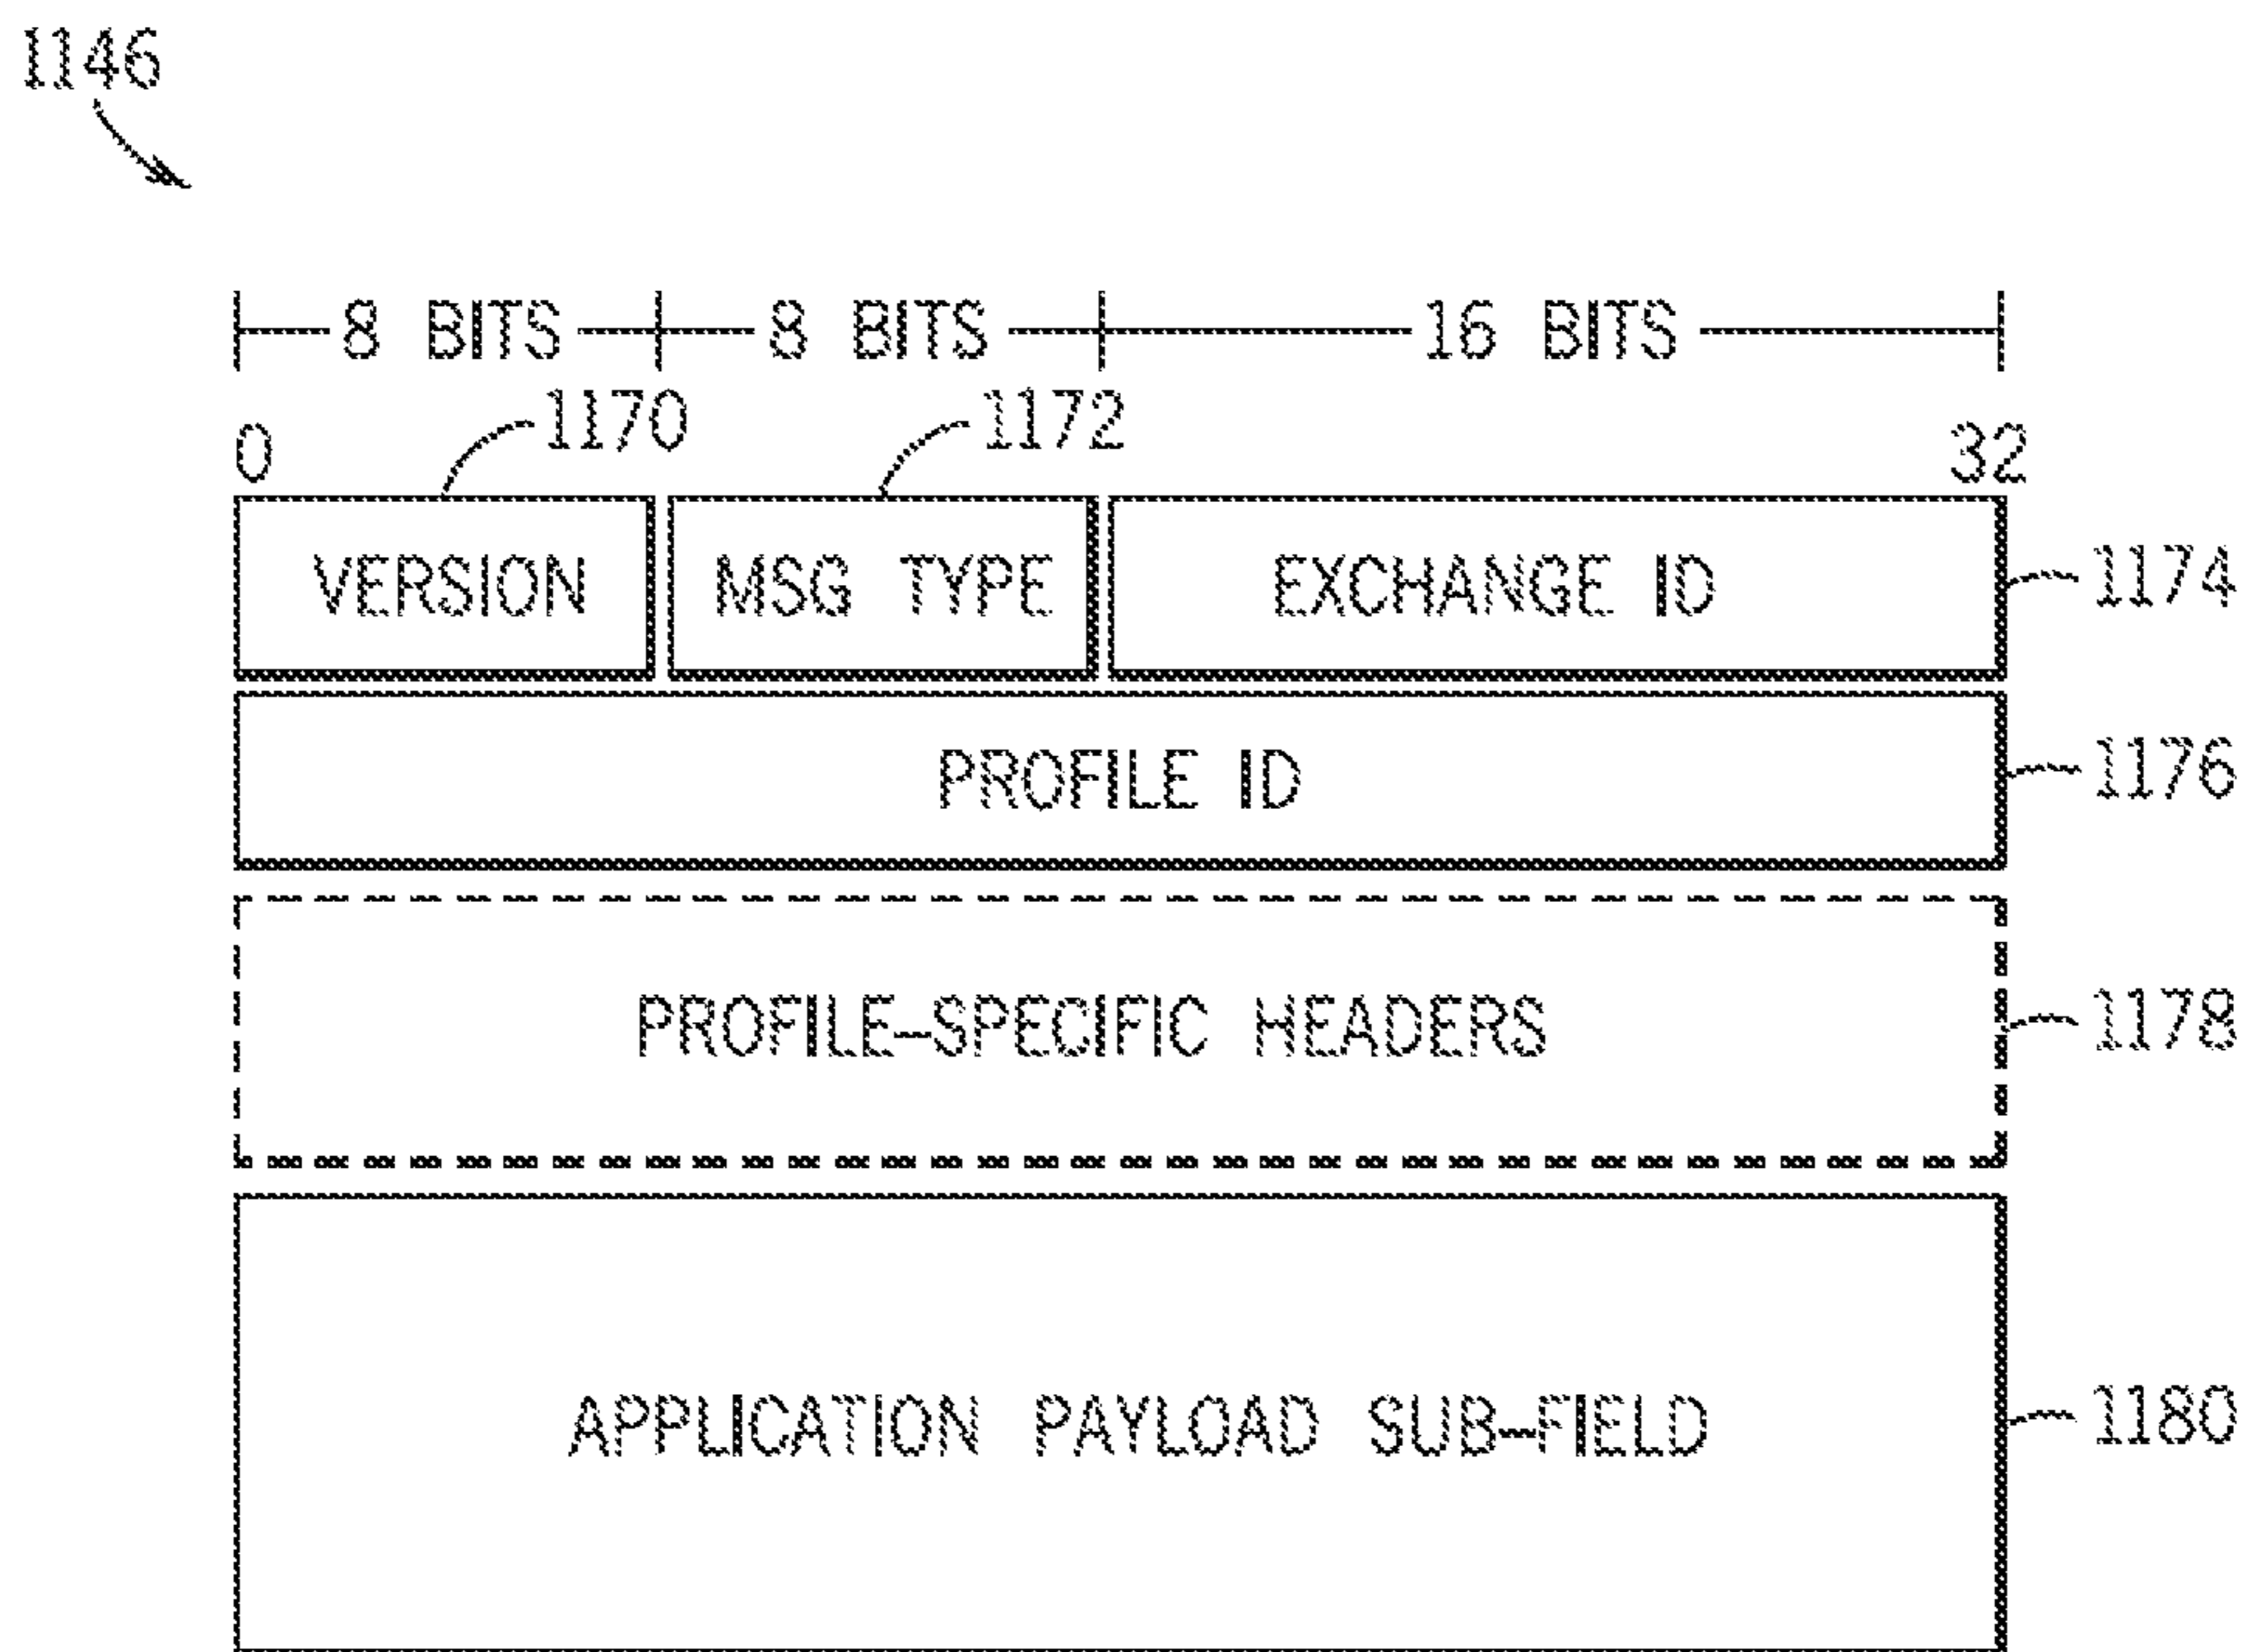 1146
8 BITS 8 BITS 16 BITS
1170 1172
0 32
VERSION MSG TYPE EXCHANGE ID 1174
PROFILE ID 1176
PROFILE-SPECIFIC HEADERS 1178
APPLICATION PAYLOAD SUB-FIELD 1180